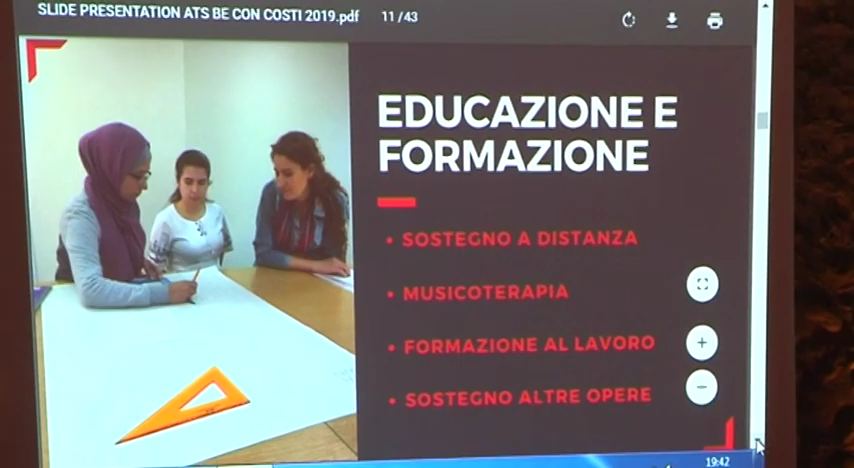 SLIDE PRESENTATION ATS BE CON COSTI 2019.pdf
11 / 43
EDUCAZIONE E
FORMAZIONE
• SOSTEGNO A DISTANZA
• MUSICOTERAPIA
• FORMAZIONE AL LAVORO
• SOSTEGNO ALTRE OPERE
19:42